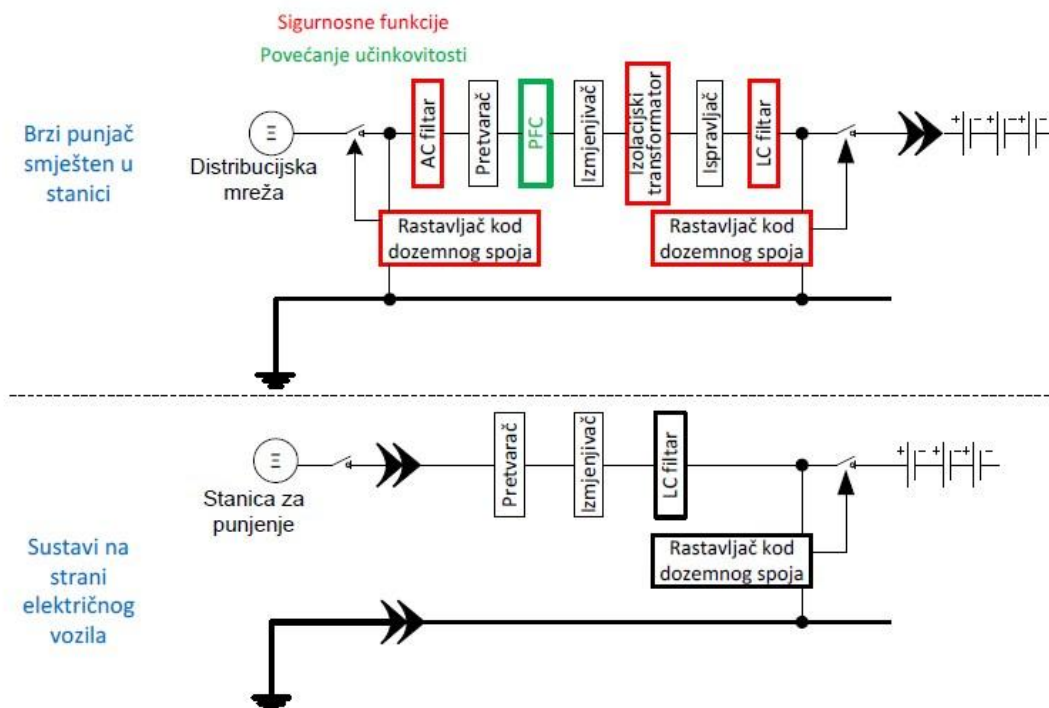 Sigurnosne funkcije
Povećanje učinkovitosti
Brzi punjač
smješten u
stanici
Ξ
Distribucijska
mreža
AC filtar
Pretvarač
PFC
Izmjenjivač
Izolacijski
transformator
Ispravljač
LC filtar
+ - + - + -
Rastavljač kod
dozemnog spoja
Rastavljač kod
dozemnog spoja
Ξ
Stanica za
punjenje
Pretvarač
Izmjenjivač
LC filtar
+ - + - + -
Rastavljač kod
dozemnog spoja
Sustavi na
strani
električnog
vozila